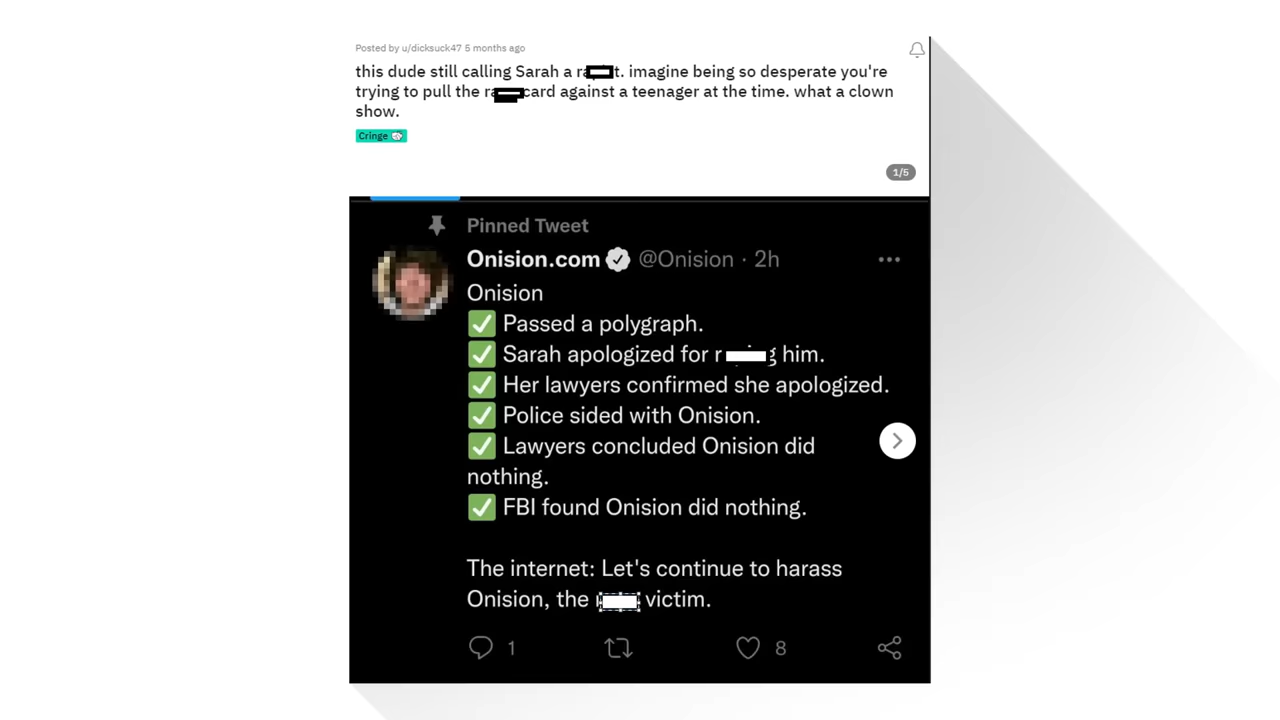 Posted by u/dicksuck47 5 months ago
this dude still calling Sarah a ra t. imagine being so desperate you're
trying to pull the ra card against a teenager at the time. what a clown
show.
Cringe
1/5
Pinned Tweet
Onision.com @Onision · 2h
Onision
✅ Passed a polygraph.
✅ Sarah apologized for r g him.
✅ Her lawyers confirmed she apologized.
✅ Police sided with Onision.
✅ Lawyers concluded Onision did
nothing.
✅ FBI found Onision did nothing.
The internet: Let's continue to harass
Onision, the victim.
1 8